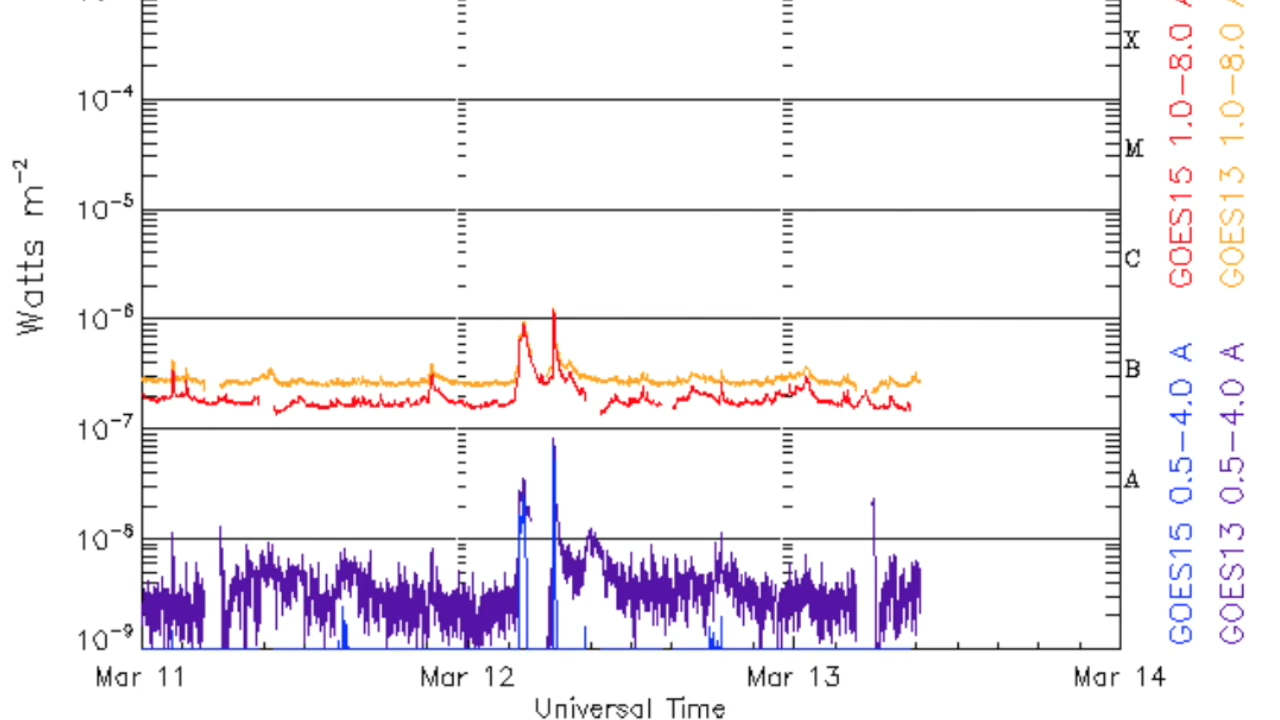 X
10⁻⁴
M
10⁻⁵
C
10⁻⁶
B
10⁻⁷
A
10⁻⁸
10⁻⁹
Watts m⁻²
Mar 11 Mar 12 Mar 13 Mar 14
Universal Time
GOES15 1.0-8.0
GOES13 1.0-8.0
GOES15 0.5-4.0 A
GOES13 0.5-4.0 A